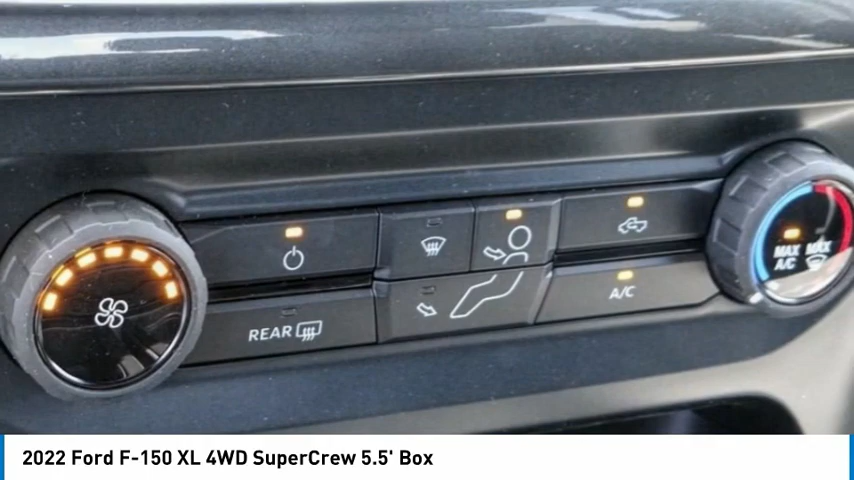 REAR
A/C
MAX MAX
A/C
2022 Ford F-150 XL 4WD SuperCrew 5.5' Box